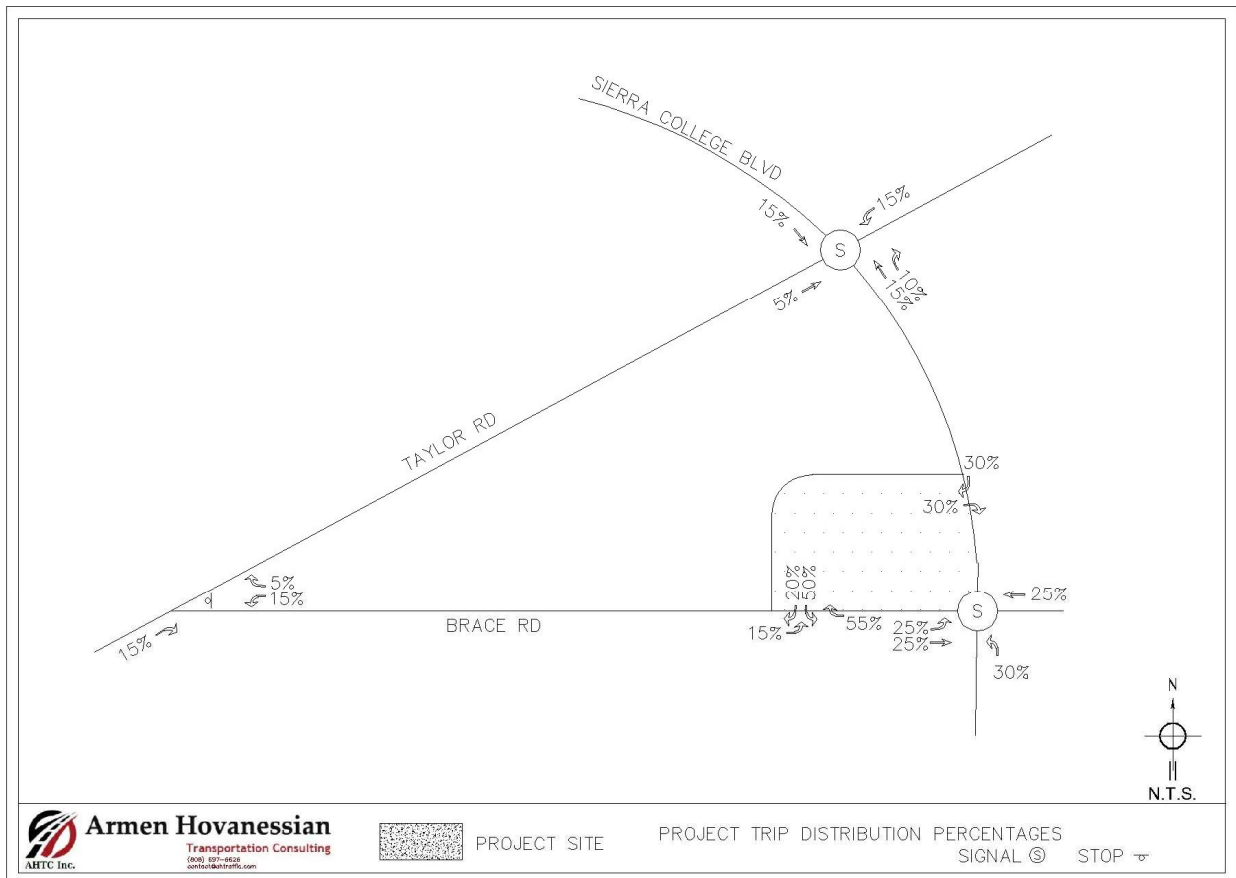 SIERRA COLLEGE BLVD
15%
15%
5%
10%
15%
S
TAYLOR RD
30%
30%
5%
15%
15%
20%
50%
BRACE RD
15%
55%
25%
25%
S
25%
30%
N
N.T.S.
Armen Hovanessian
Transportation Consulting
AHTC Inc.
PROJECT SITE
PROJECT TRIP DISTRIBUTION PERCENTAGES
SIGNAL S STOP